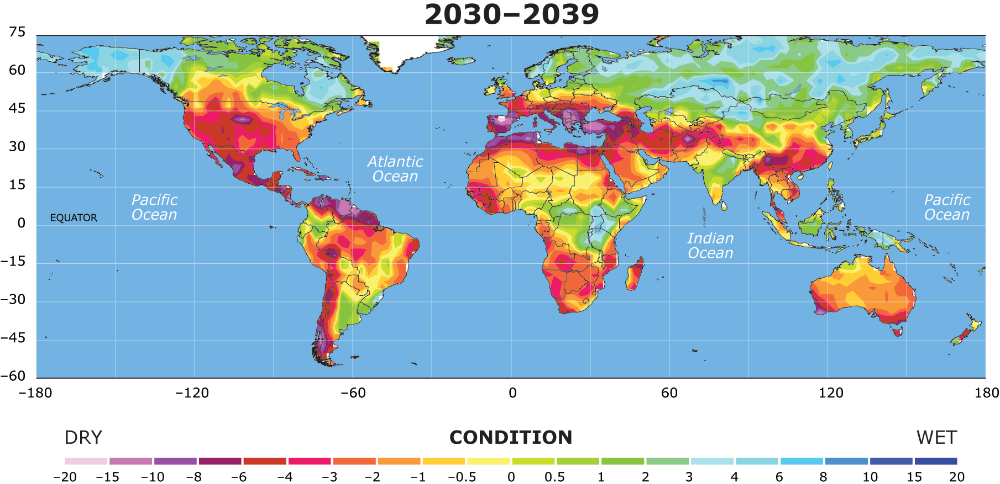 2030–2039
75
60
45
30
15
0
–15
–30
–45
–60
EQUATOR
Pacific
Ocean
Atlantic
Ocean
Indian
Ocean
Pacific
Ocean
–180 –120 –60 0 60 120 180
DRY CONDITION WET
–20 –15 –10 –8 –6 –4 –3 –2 –1 –0.5 0 0.5 1 2 3 4 6 8 10 15 20